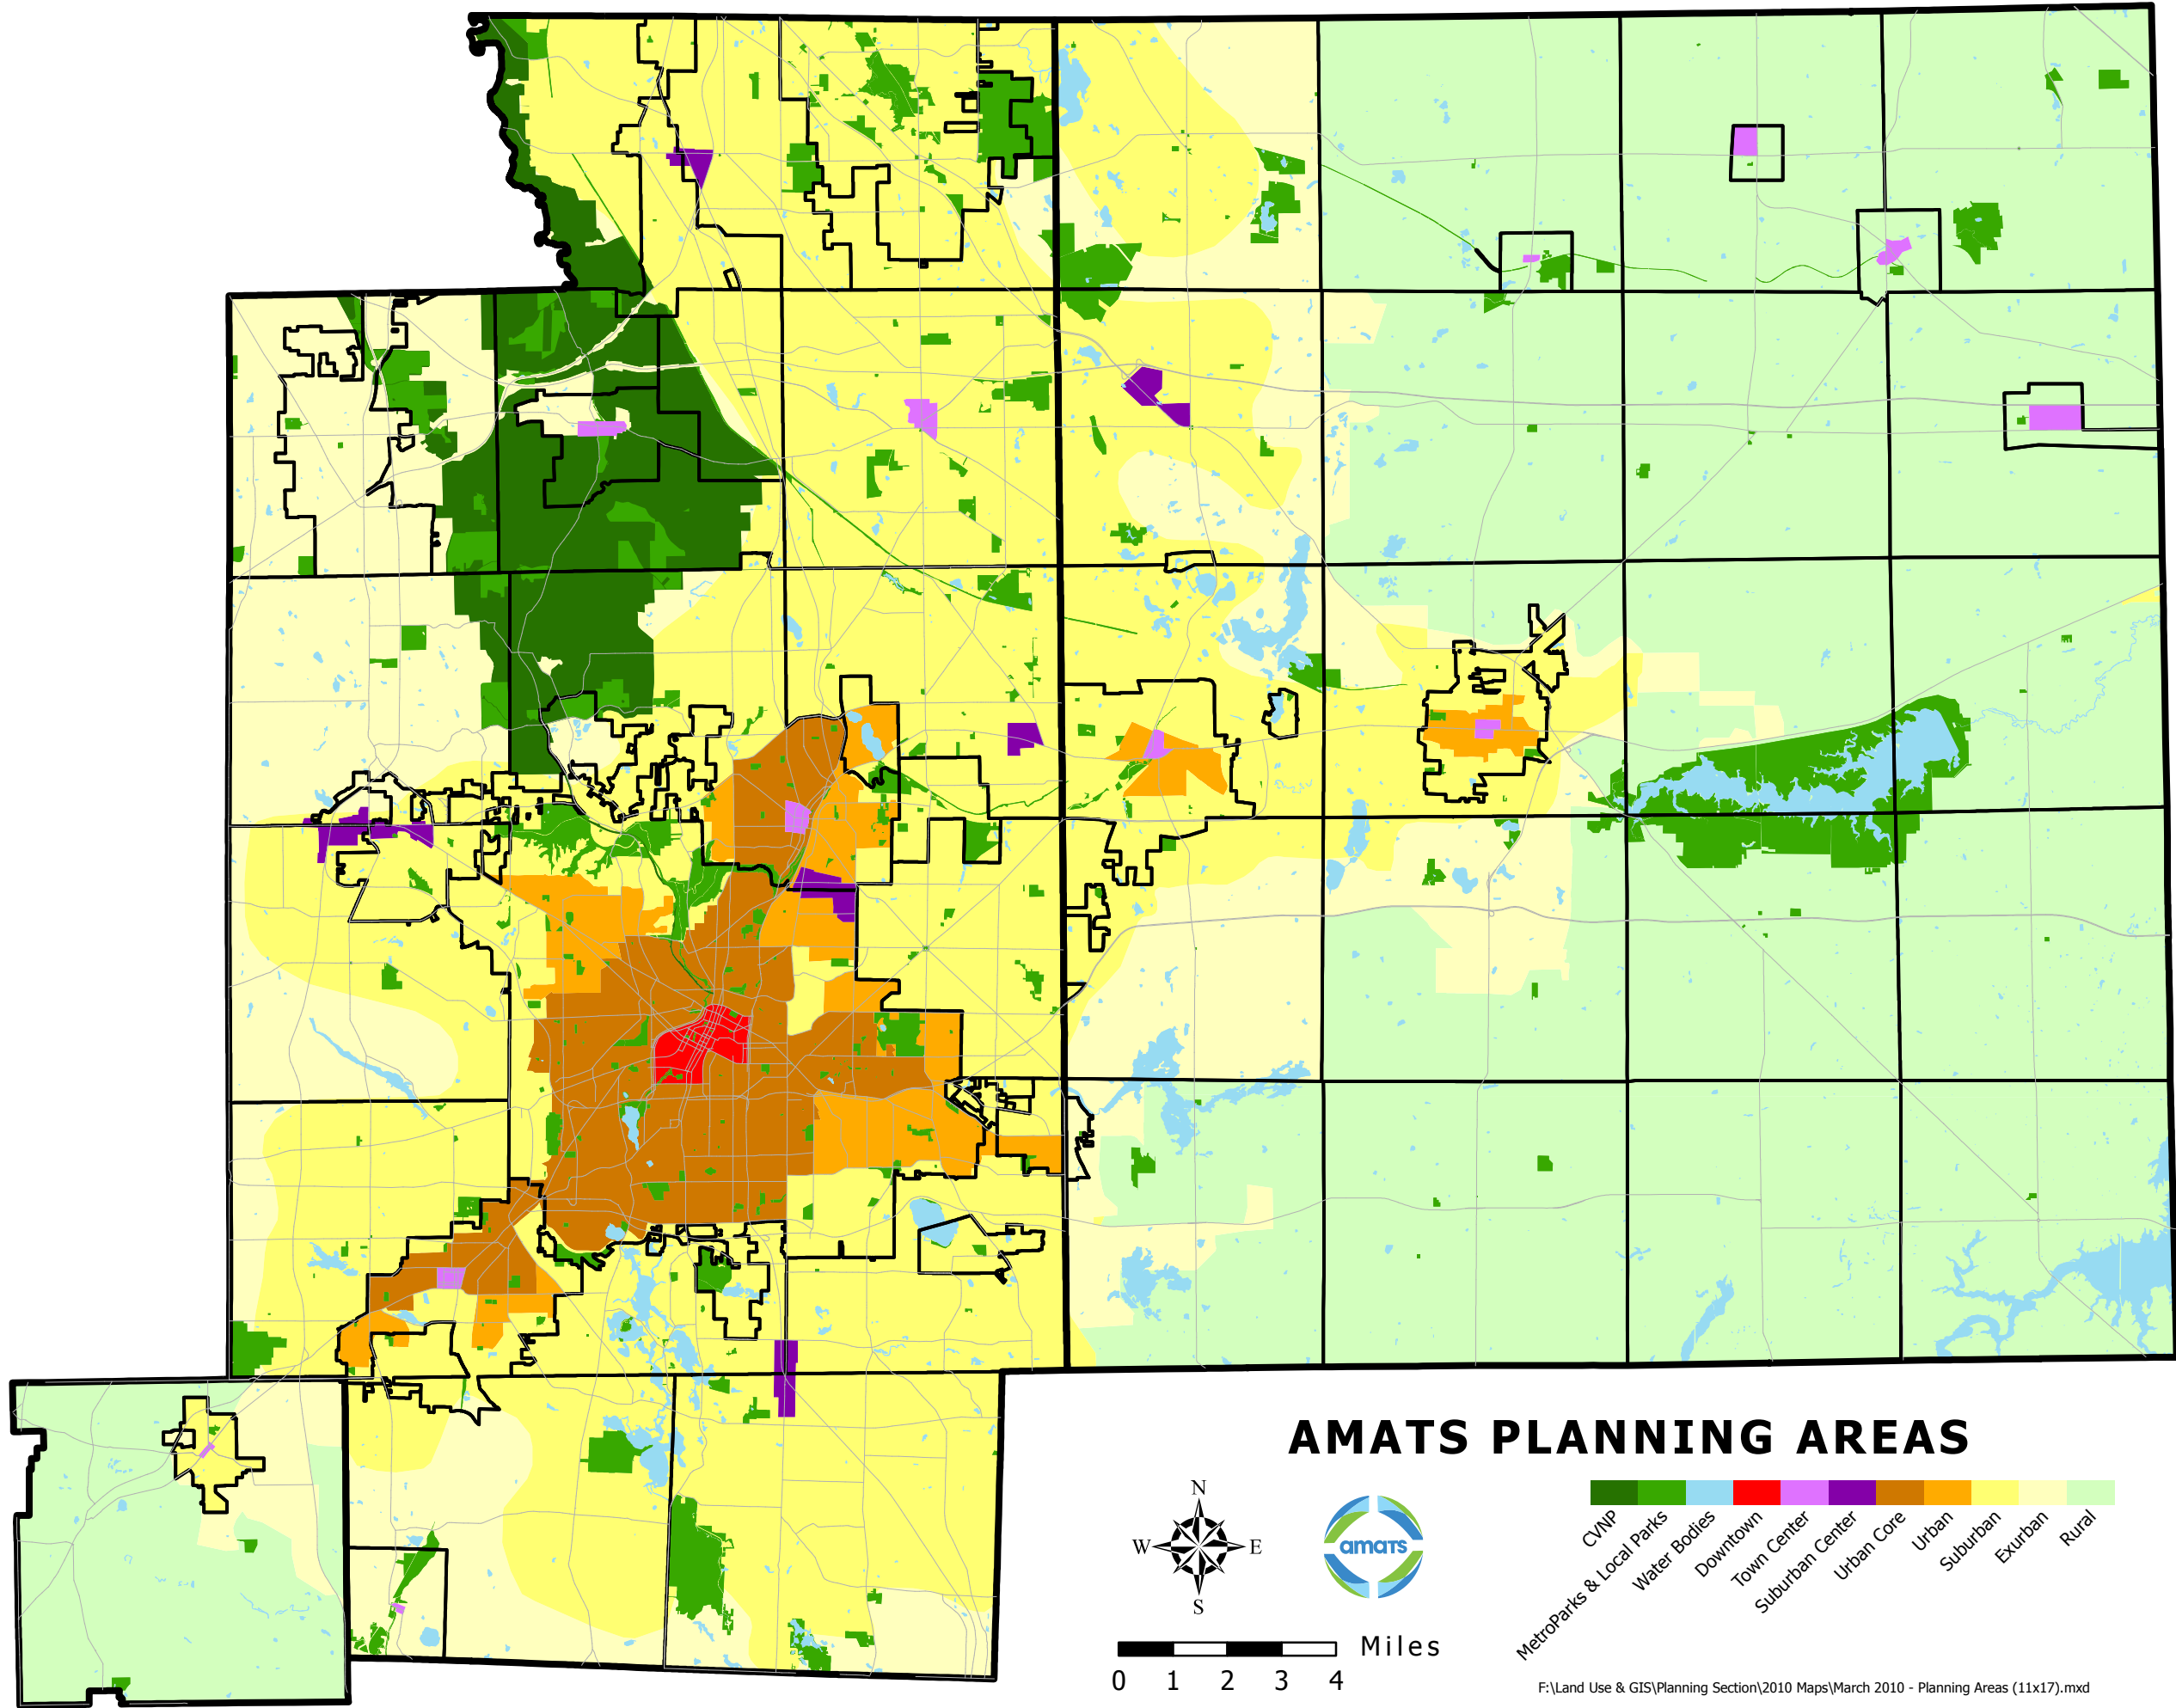 AMATS PLANNING AREAS
N
W E
S
amats
CVNP
MetroParks & Local Parks
Water Bodies
Downtown
Town Center
Suburban Center
Urban Core
Urban
Suburban
Exurban
Rural
Miles
0 1 2 3 4
F:\Land Use & GIS\Planning Section\2010 Maps\March 2010 - Planning Areas (11x17).mxd